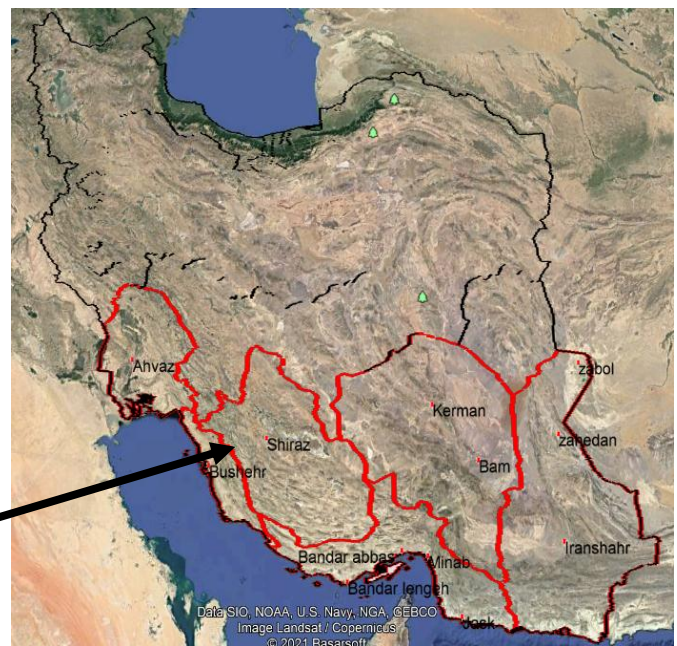 Ahvaz
zabol
Kerman
Shiraz
zahedan
Bam
Bushehr
Iranshahr
Bandar abbas
Minab
Bandar lengeh
Jask
Data SIO, NOAA, U.S. Navy, NGA, GEBCO
Image Landsat / Copernicus
© 2021 Basarsoft